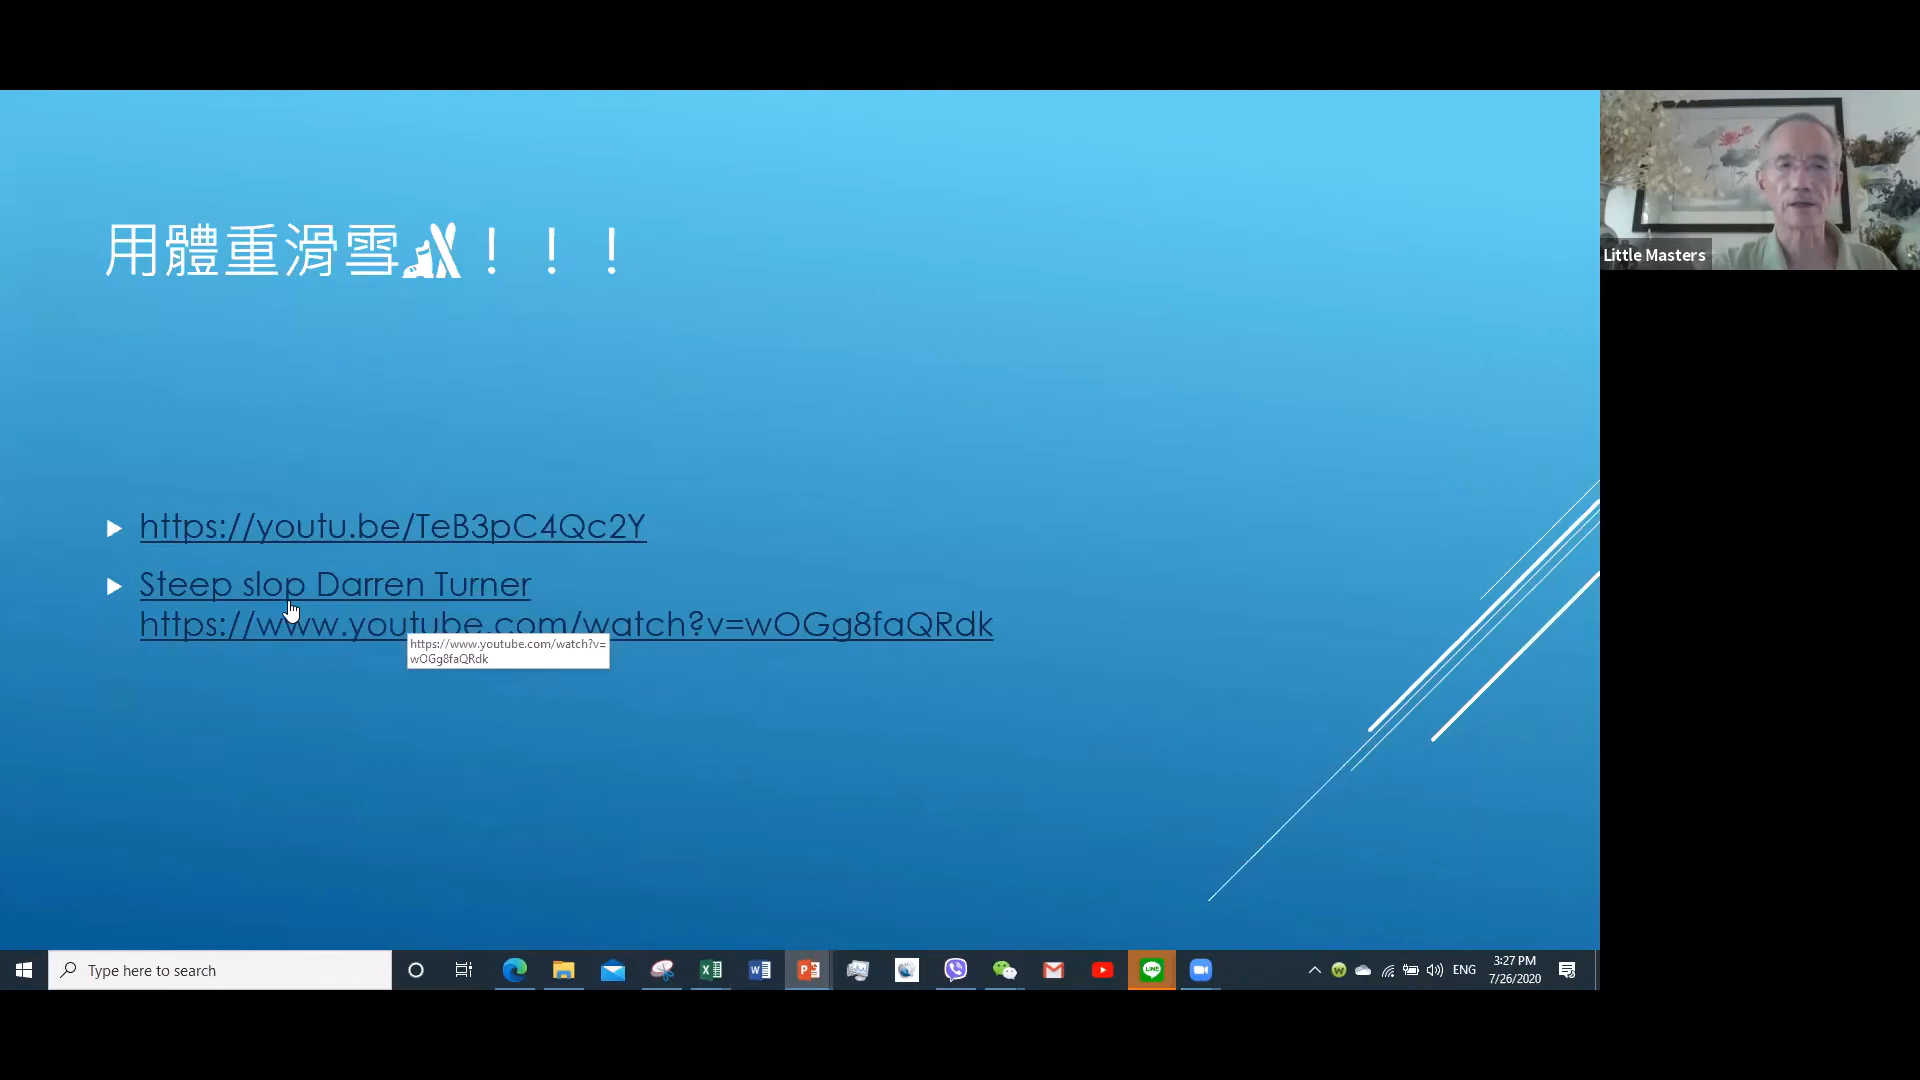 用體重滑雪！！！
https://youtu.be/TeB3pC4Qc2Y
Steep slop Darren Turner
https://www.youtube.com/watch?v=wOGg8faQRdk
https://www.youtube.com/watch?v=
wOGg8faQRdk
Little Masters
Type here to search
ENG
3:27 PM
7/26/2020